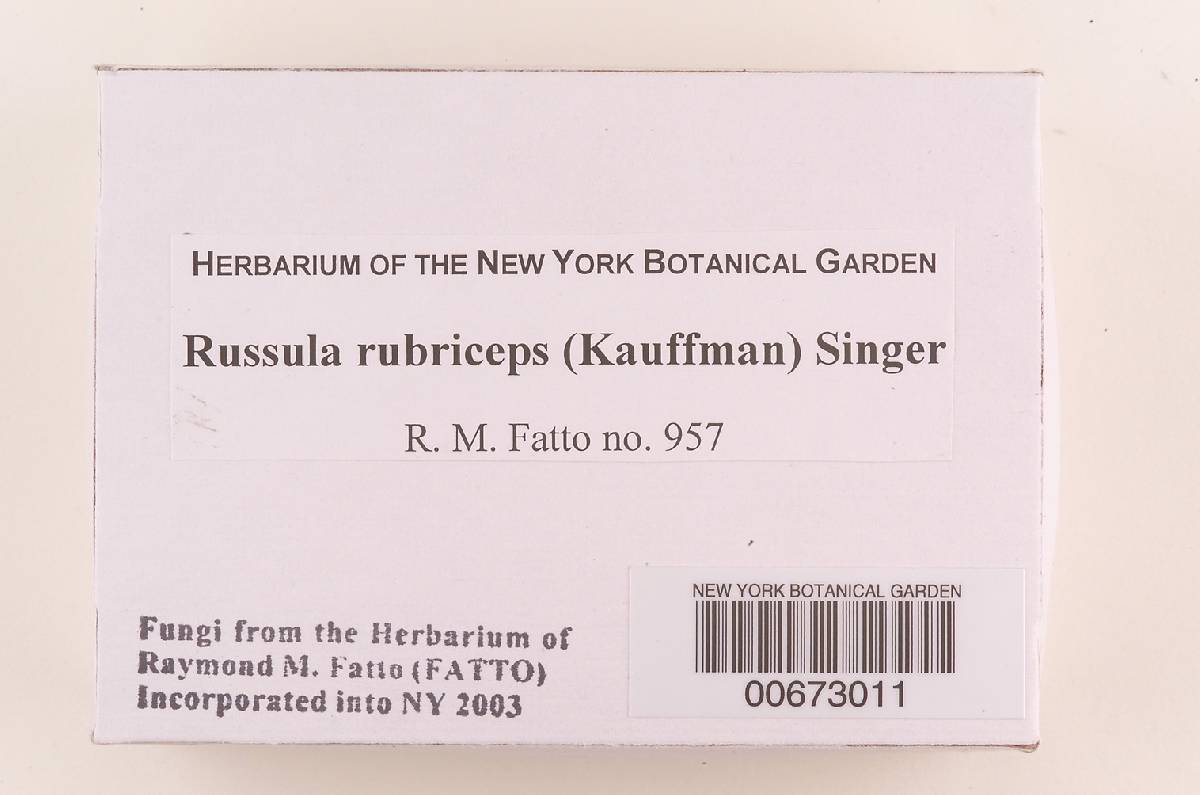 HERBARIUM OF THE NEW YORK BOTANICAL GARDEN
Russula rubriceps (Kauffman) Singer
R. M. Fatto no. 957
Fungi from the Herbarium of
Raymond M. Fatto (FATTO)
Incorporated into NY 2003
NEW YORK BOTANICAL GARDEN
00673011